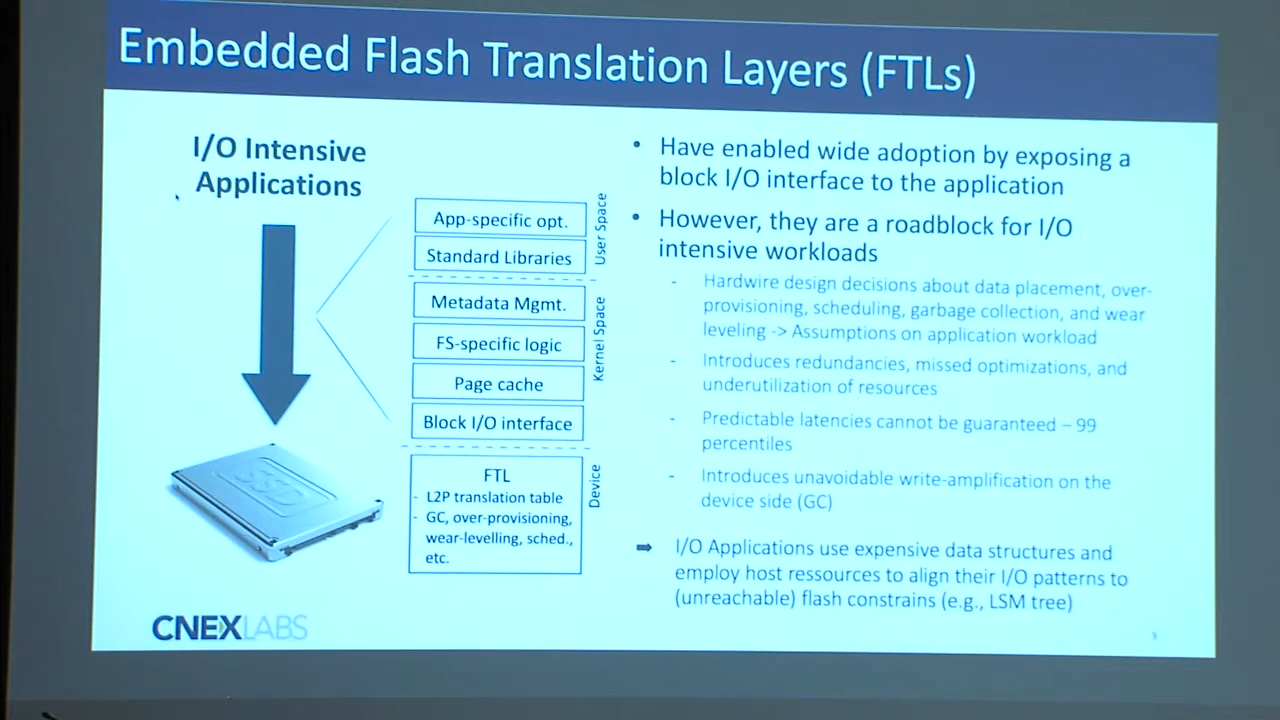 Embedded Flash Translation Layers (FTLs)
I/O Intensive
Applications
App-specific opt.
Standard Libraries
User Space
Metadata Mgmt.
FS-specific logic
Page cache
Block I/O interface
Kernel Space
FTL
- L2P translation table
- GC, over-provisioning,
wear-levelling, sched.,
etc.
Device
SSD
CNEXLABS
• Have enabled wide adoption by exposing a
block I/O interface to the application
• However, they are a roadblock for I/O
intensive workloads
- Hardwire design decisions about data placement, over-
provisioning, scheduling, garbage collection, and wear
leveling -> Assumptions on application workload
- Introduces redundancies, missed optimizations, and
underutilization of resources
- Predictable latencies cannot be guaranteed – 99
percentiles
- Introduces unavoidable write-amplification on the
device side (GC)
➡ I/O Applications use expensive data structures and
employ host ressources to align their I/O patterns to
(unreachable) flash constrains (e.g., LSM tree)
3